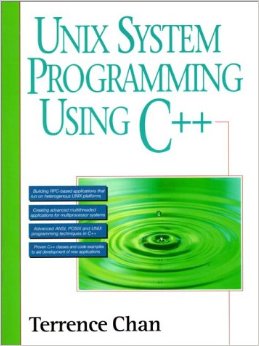 UNIX SYSTEM
PROGRAMMING
USING C++
Building RPC-based applications that
run on heterogenous UNIX platforms
Creating advanced multithreaded
applications for multiprocessor systems
Advanced ANSI, POSIX and UNIX
programming techniques in C++
Proven C++ classes and code examples
to aid development of new applications
Terrence Chan